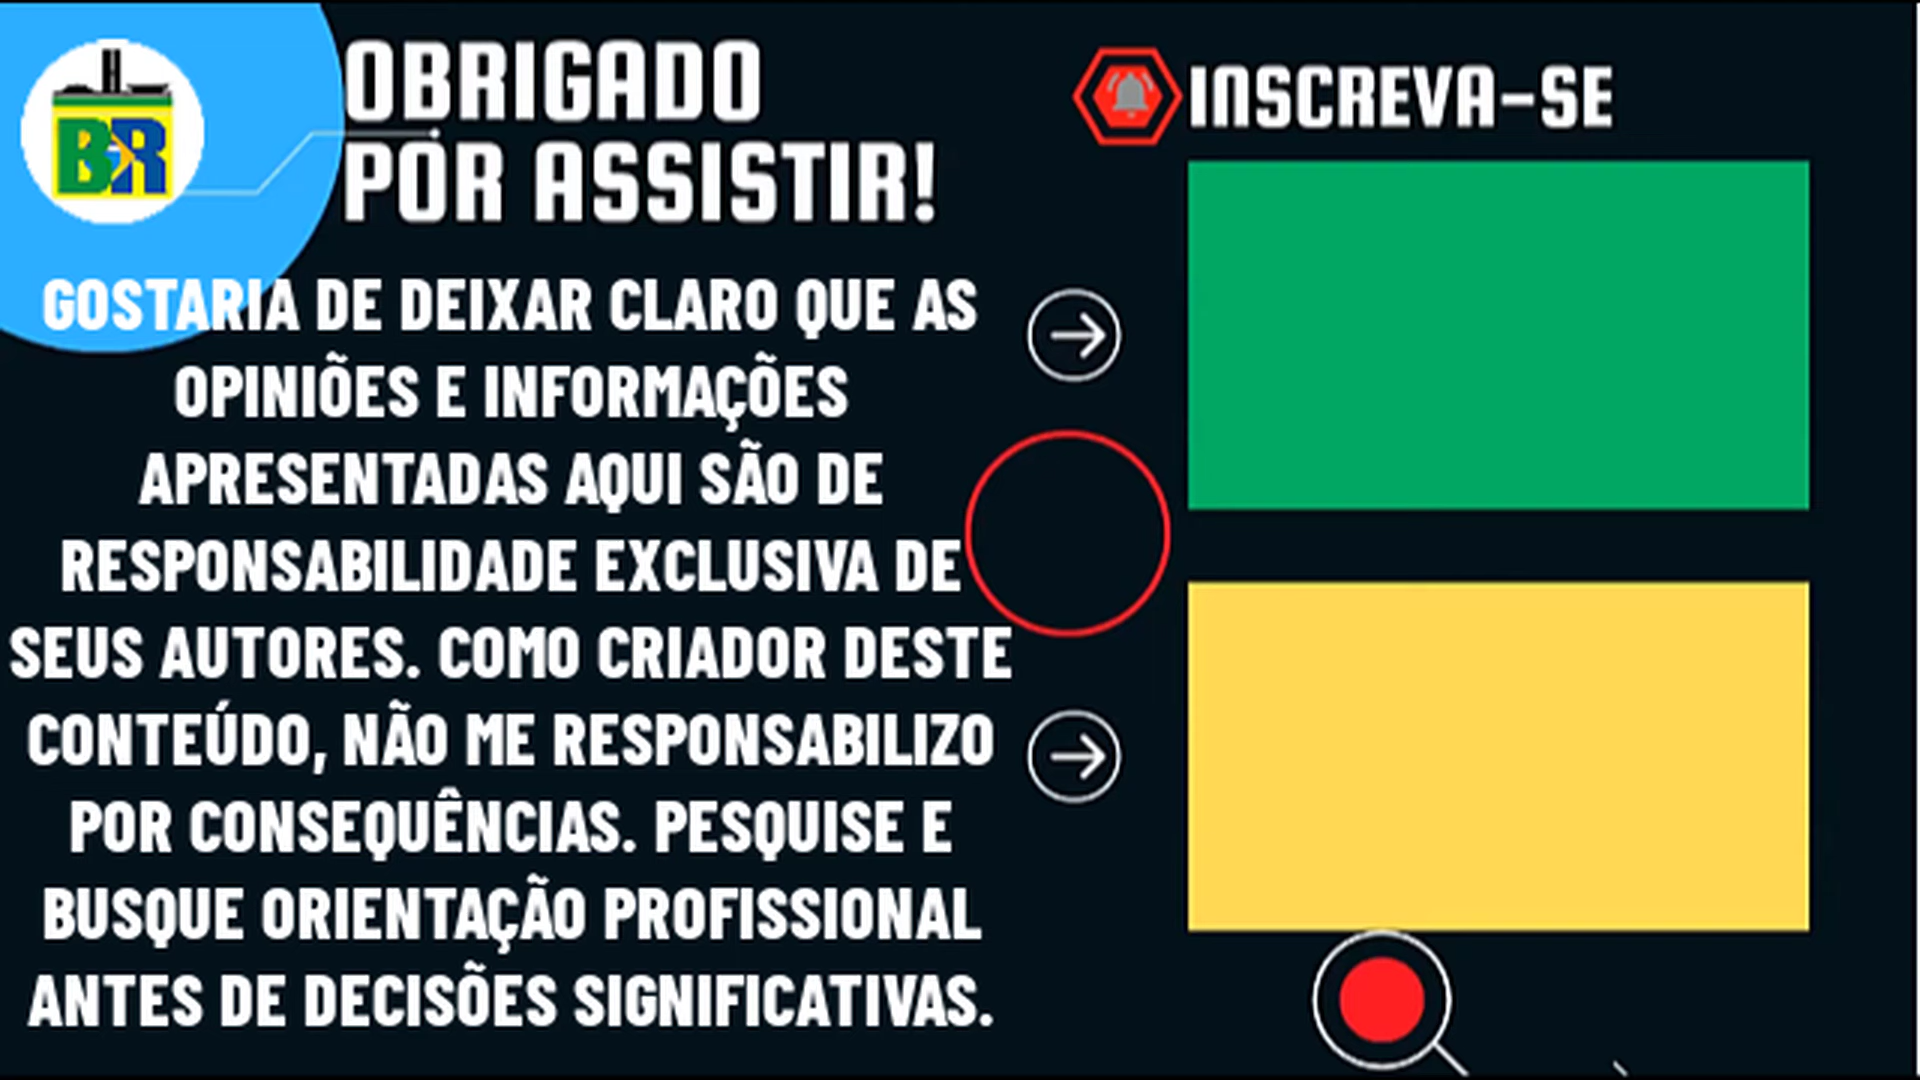 BR
OBRIGADO
POR ASSISTIR!
INSCREVA-SE
GOSTARIA DE DEIXAR CLARO QUE AS
OPINIÕES E INFORMAÇÕES
APRESENTADAS AQUI SÃO DE
RESPONSABILIDADE EXCLUSIVA DE
SEUS AUTORES. COMO CRIADOR DESTE
CONTEÚDO, NÃO ME RESPONSABILIZO
POR CONSEQUÊNCIAS. PESQUISE E
BUSQUE ORIENTAÇÃO PROFISSIONAL
ANTES DE DECISÕES SIGNIFICATIVAS.